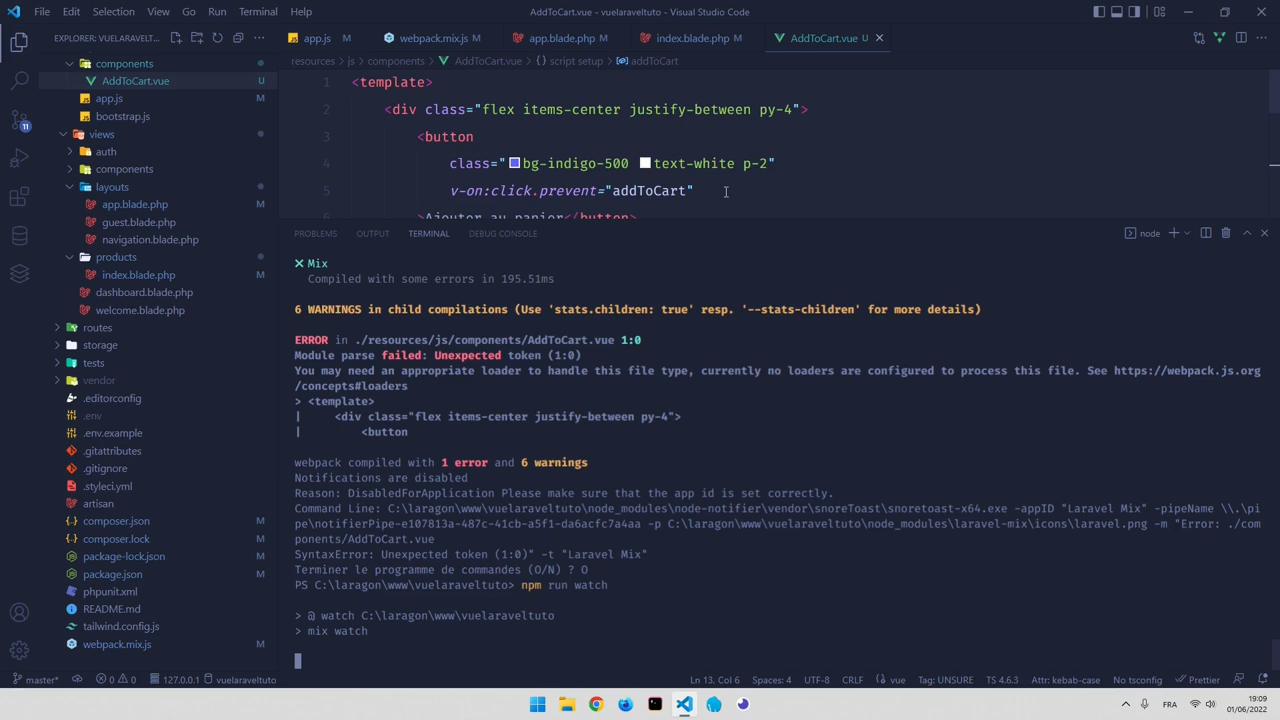 File Edit Selection View Go Run Terminal Help
AddToCart.vue - vuelaraveltuto - Visual Studio Code
EXPLORER: VUELARAVELT...
app.js M
webpack.mix.js M
app.blade.php M
index.blade.php M
AddToCart.vue U
resources > js > components > AddToCart.vue > {} script setup > addToCart
components
AddToCart.vue U
app.js M
bootstrap.js
views
auth
components
layouts
app.blade.php M
guest.blade.php
navigation.blade.php
products
index.blade.php M
dashboard.blade.php
welcome.blade.php
routes
storage
tests
vendor
.editorconfig
.env
.env.example
.gitattributes
.gitignore
.styleci.yml
artisan
composer.json
composer.lock
package-lock.json
package.json
phpunit.xml
README.md
tailwind.config.js
webpack.mix.js M
11
1 <template>
2 <div class="flex items-center justify-between py-4">
3 <button
4 class="bg-indigo-500 text-white p-2"
5 v-on:click.prevent="addToCart"
6 >Ajouter au panier</button>
PROBLEMS OUTPUT TERMINAL DEBUG CONSOLE
node
× Mix
Compiled with some errors in 195.51ms
6 WARNINGS in child compilations (Use 'stats.children: true' resp. '--stats-children' for more details)
ERROR in ./resources/js/components/AddToCart.vue 1:0
Module parse failed: Unexpected token (1:0)
You may need an appropriate loader to handle this file type, currently no loaders are configured to process this file. See https://webpack.js.org
/concepts#loaders
> <template>
| <div class="flex items-center justify-between py-4">
| <button
webpack compiled with 1 error and 6 warnings
Notifications are disabled
Reason: DisabledForApplication Please make sure that the app id is set correctly.
Command Line: C:\laragon\www\vuelaraveltuto\node_modules\node-notifier\vendor\snoreToast\snoretoast-x64.exe -appID "Laravel Mix" -pipeName \\.\pi
pe\notifierPipe-e107813a-487c-41cb-a5f1-da6acfc7a4aa -p C:\laragon\www\vuelaraveltuto\node_modules\laravel-mix\icons\laravel.png -m "Error: ./com
ponents/AddToCart.vue
SyntaxError: Unexpected token (1:0)" -t "Laravel Mix"
Terminer le programme de commandes (O/N) ? O
PS C:\laragon\www\vuelaraveltuto> npm run watch
> @ watch C:\laragon\www\vuelaraveltuto
> mix watch
master* 0 0 127.0.0.1 vuelaraveltuto
Ln 13, Col 6 Spaces: 4 UTF-8 CRLF {} vue Tag: UNSURE TS 4.6.3 Attr: kebab-case No tsconfig Prettier
FRA
19:09
01/06/2022